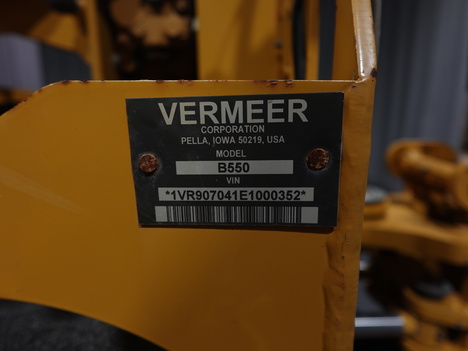 VERMEER
CORPORATION
PELLA, IOWA 50219, USA
MODEL
B550
VIN
*1VR907041E1000352*